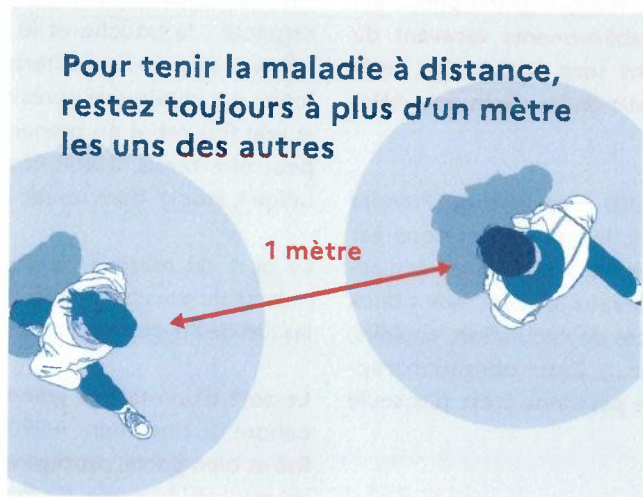 Pour tenir la maladie à distance,
restez toujours à plus d'un mètre
les uns des autres
1 mètre